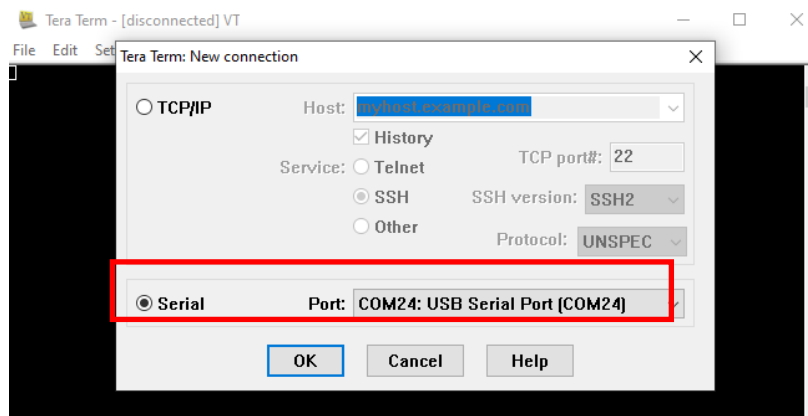 Tera Term - [disconnected] VT
File Edit Set
Tera Term: New connection
TCP/IP Host: myhost.example.com
History
Service: Telnet TCP port#: 22
SSH SSH version: SSH2
Other Protocol: UNSPEC
Serial Port: COM24: USB Serial Port (COM24)
OK Cancel Help